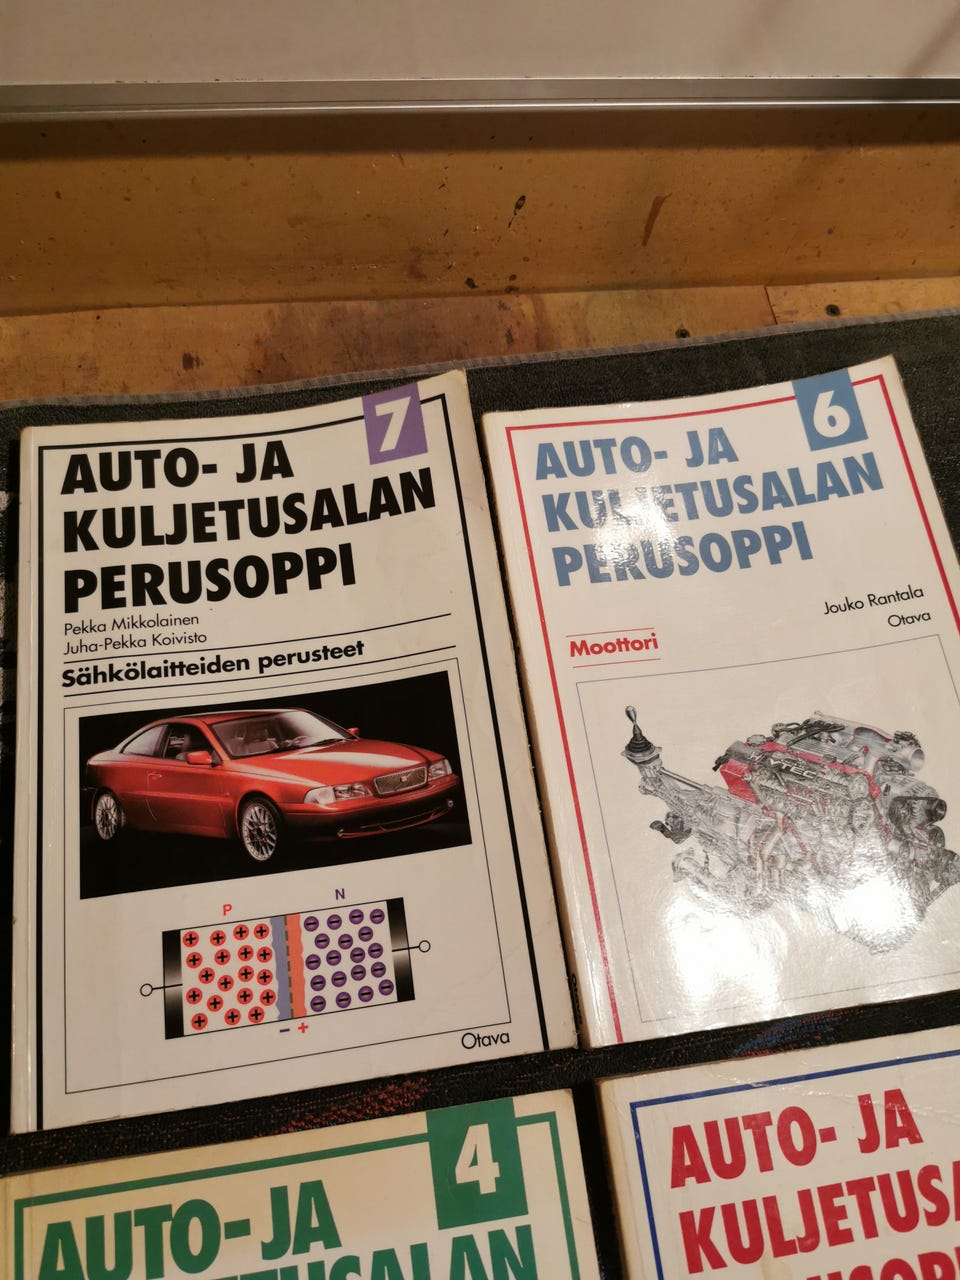 7
AUTO- JA
KULJETUSALAN
PERUSOPPI
Pekka Mikkolainen
Juha-Pekka Koivisto
Sähkölaitteiden perusteet
P
N
- +
Otava
6
AUTO- JA
KULJETUSALAN
PERUSOPPI
Jouko Rantala
Otava
Moottori
VTEC
4
AUTO- JA
AUTO- JA